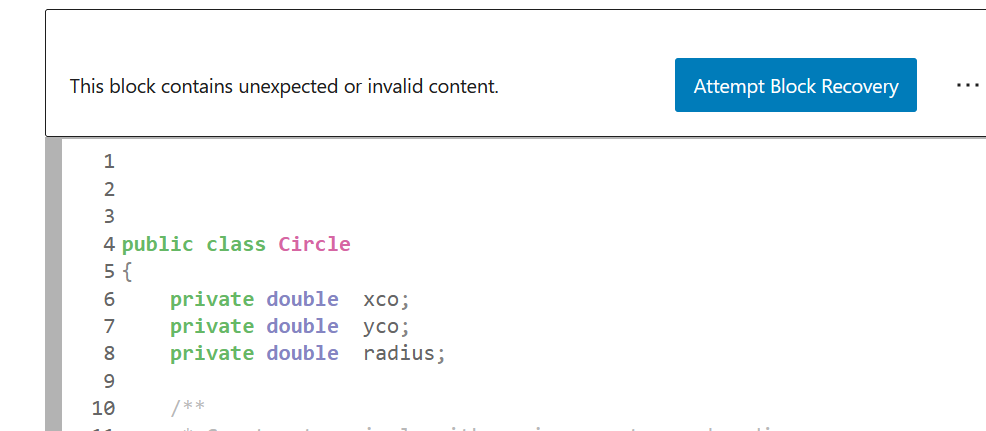 This block contains unexpected or invalid content.
Attempt Block Recovery
...
1
2
3
4 public class Circle
5 {
6     private double  xco;
7     private double  yco;
8     private double  radius;
9
10     /**